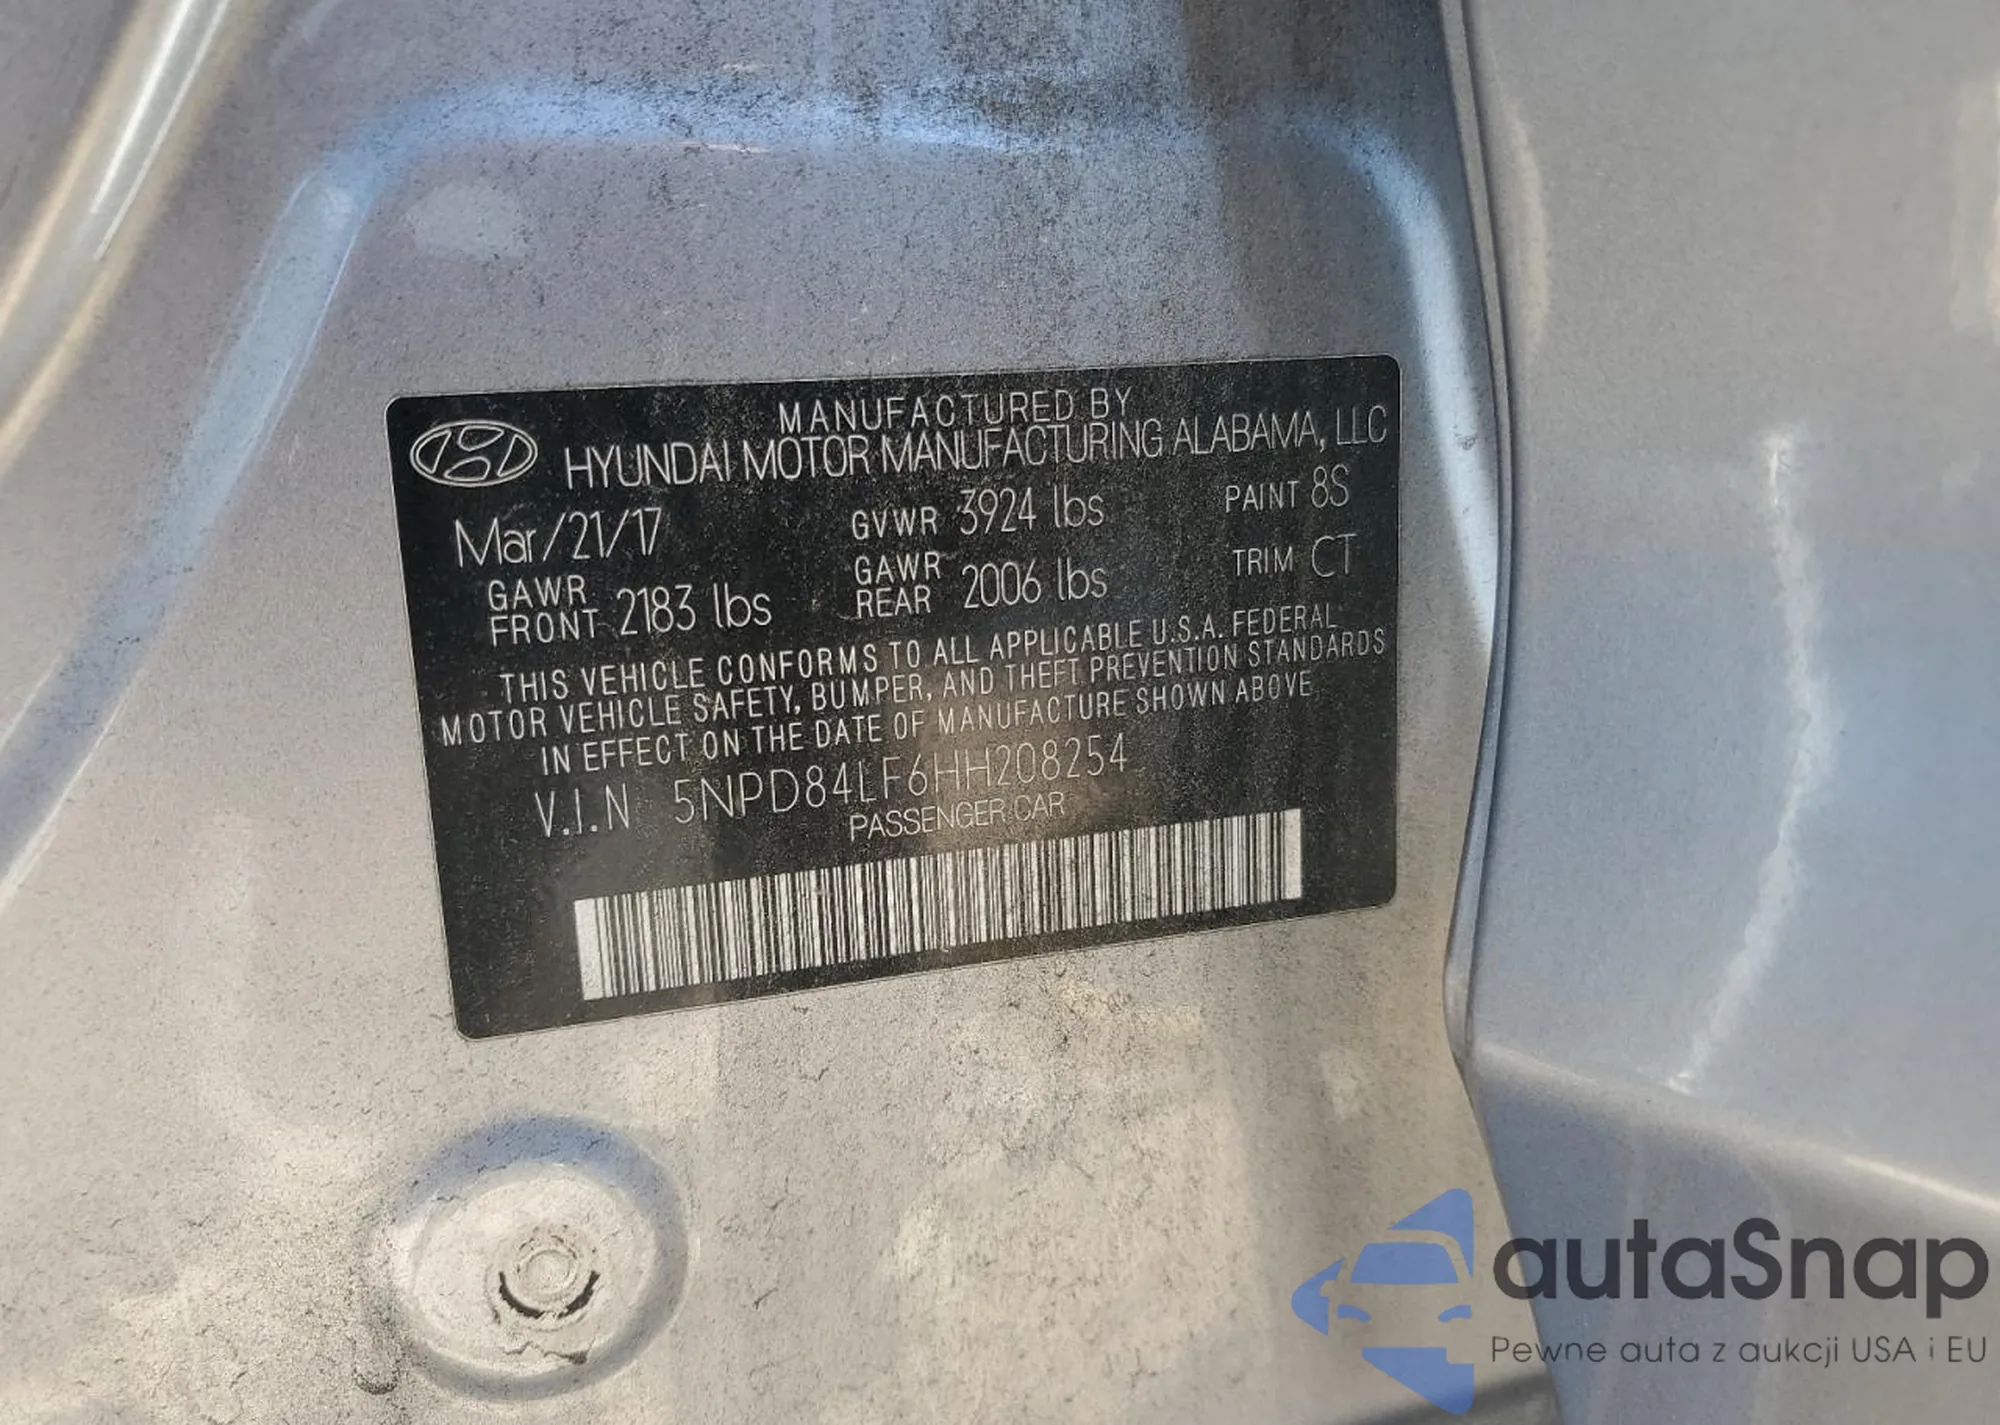 MANUFACTURED BY
HYUNDAI MOTOR MANUFACTURING ALABAMA, LLC
Mar/21/17 GVWR 3924 lbs PAINT 8S
GAWR FRONT 2183 lbs GAWR REAR 2006 lbs TRIM CT
THIS VEHICLE CONFORMS TO ALL APPLICABLE U.S.A. FEDERAL
MOTOR VEHICLE SAFETY, BUMPER, AND THEFT PREVENTION STANDARDS
IN EFFECT ON THE DATE OF MANUFACTURE SHOWN ABOVE.
V.I.N 5NPD84LF6HH208254
PASSENGER CAR
autaSnap
Pewne auta z aukcji USA i EU